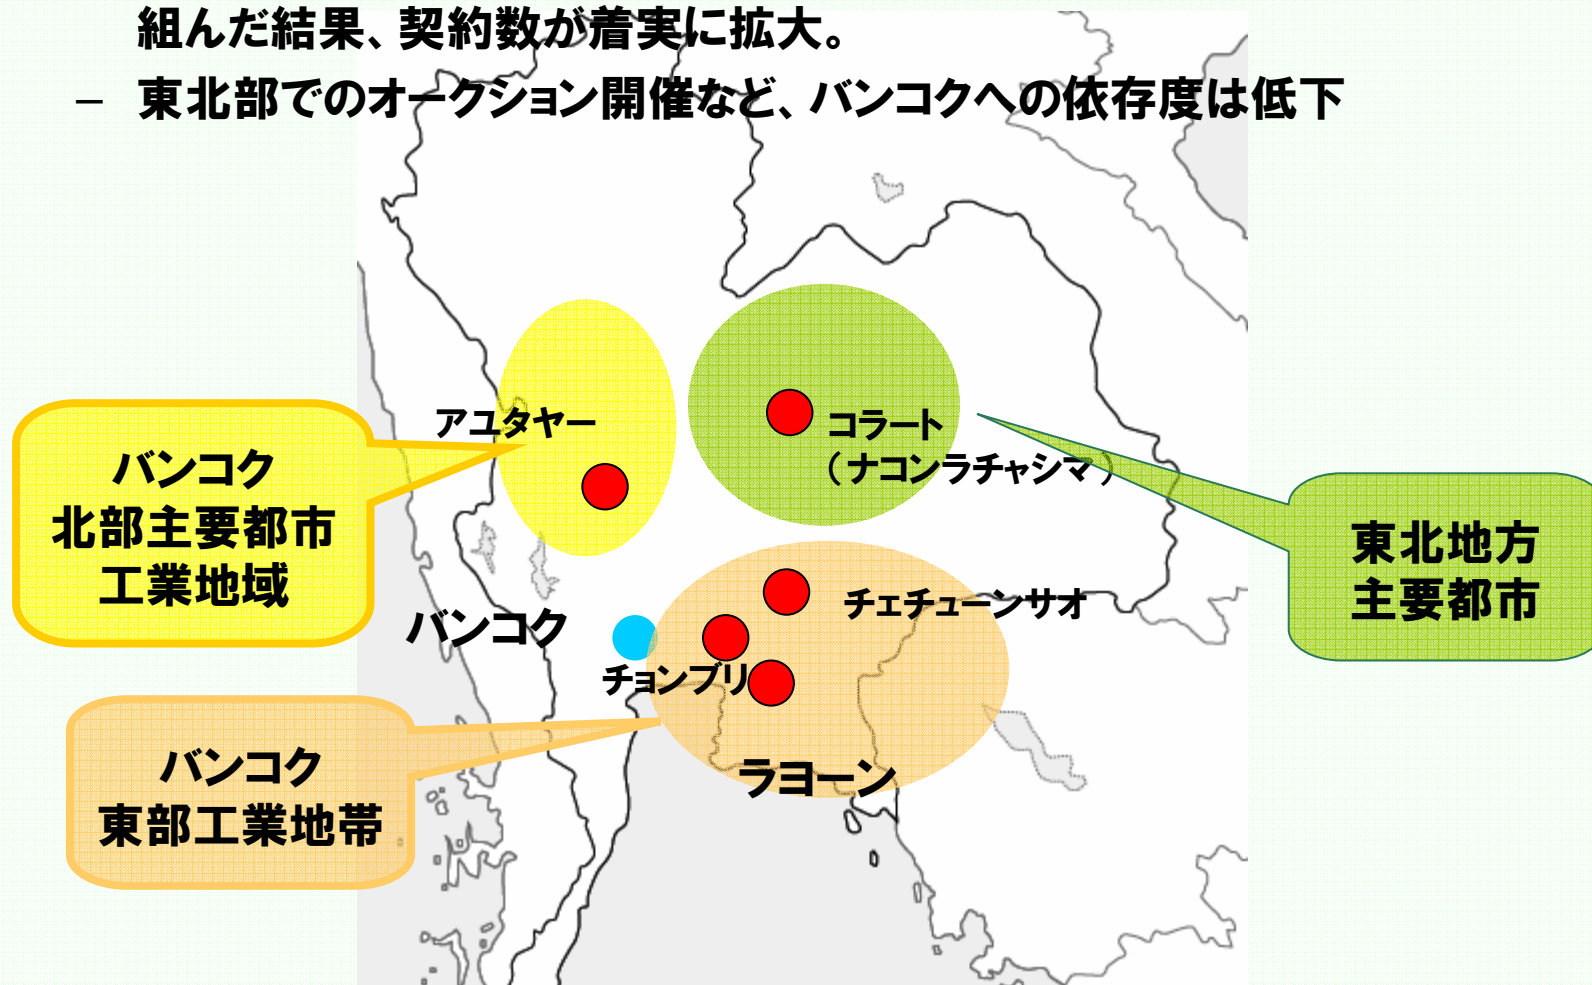 組んだ結果、契約数が着実に拡大。
– 東北部でのオークション開催など、バンコクへの依存度は低下
アユタヤー
コラート
（ナコンラチャシマ）
バンコク
北部主要都市
工業地域
東北地方
主要都市
チェチューンサオ
バンコク
チョンブリ
ラヨーン
バンコク
東部工業地帯